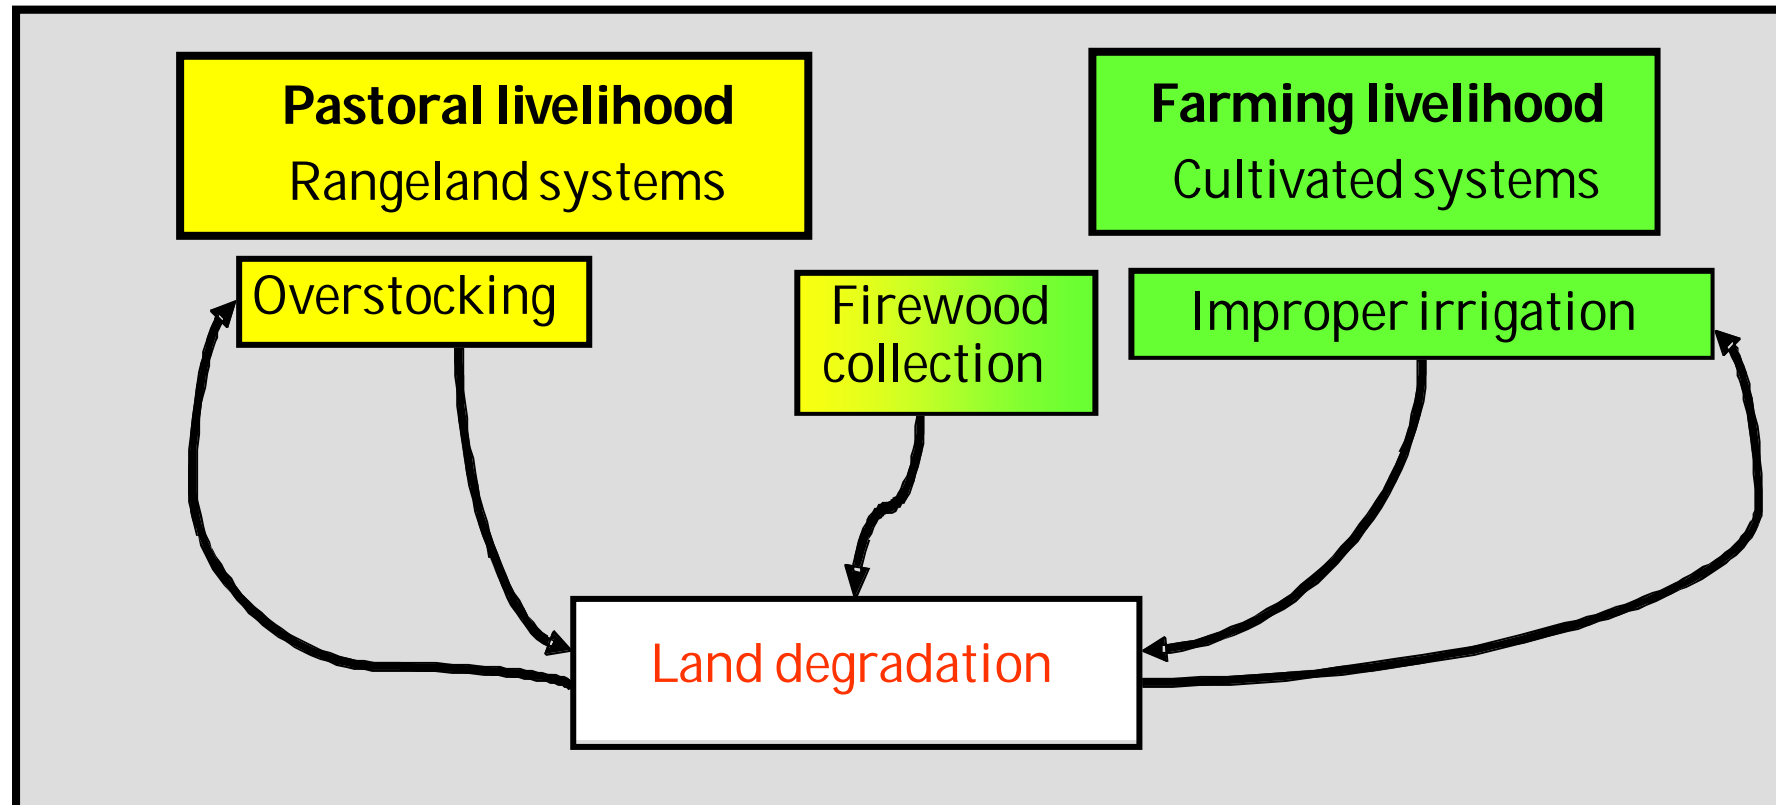 Pastoral livelihood
Rangeland systems
Farming livelihood
Cultivated systems
Overstocking
Firewood
collection
Improper irrigation
Land degradation